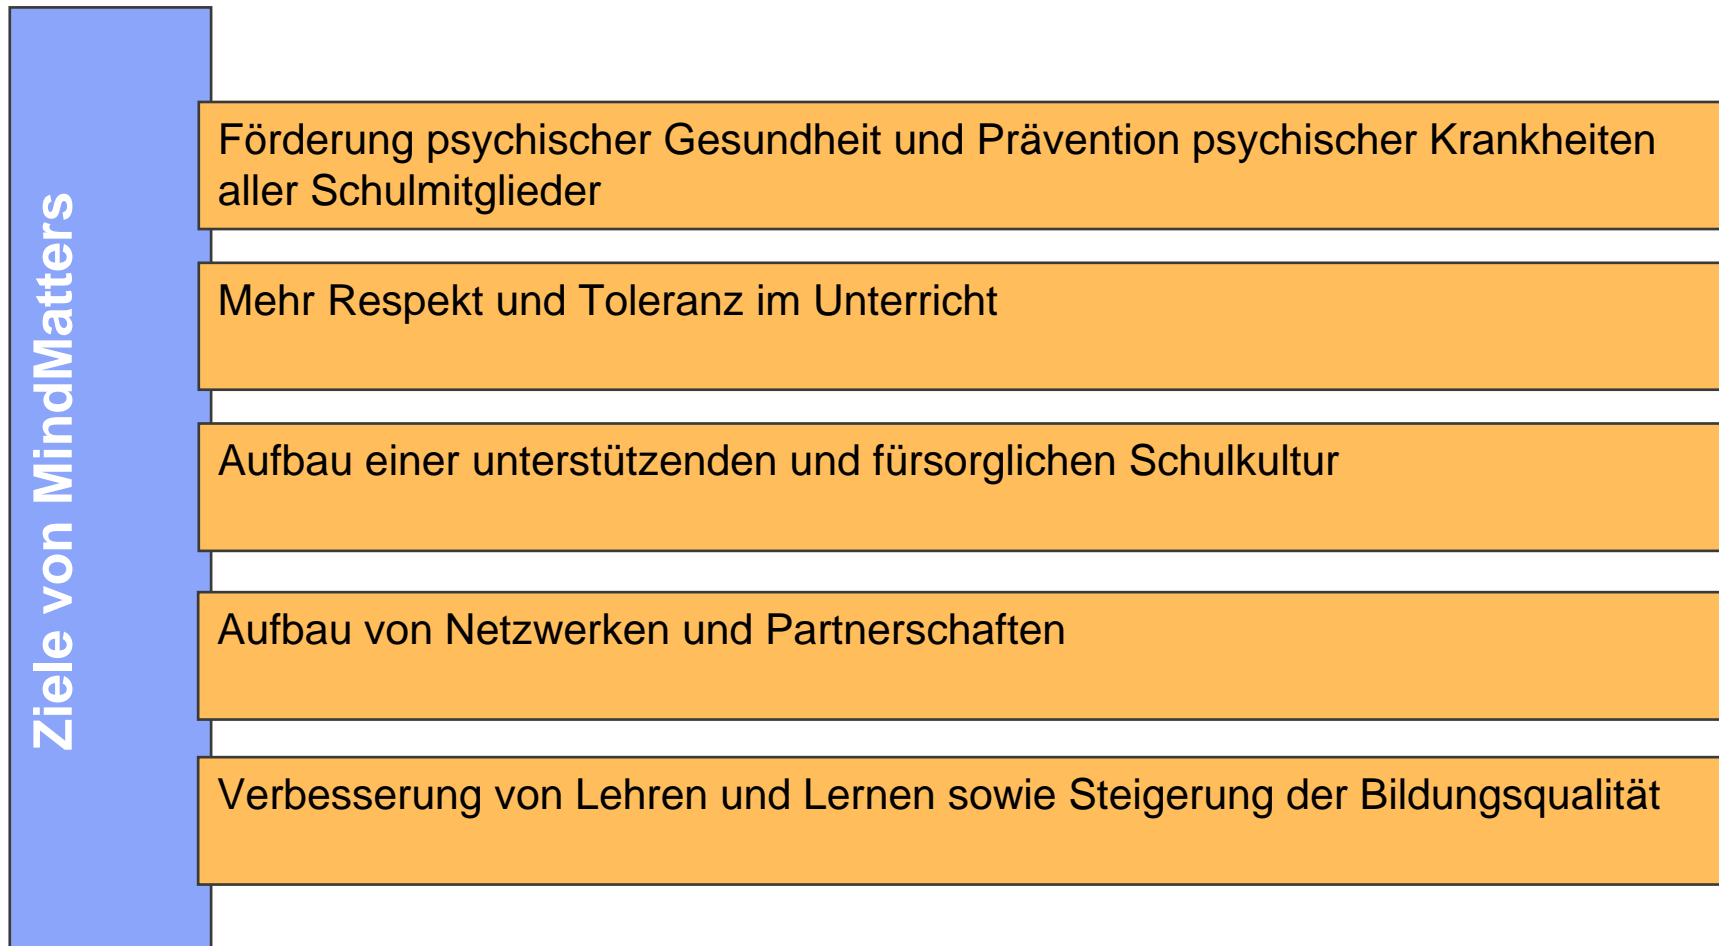 Ziele von MindMatters
Förderung psychischer Gesundheit und Prävention psychischer Krankheiten
aller Schulmitglieder
Mehr Respekt und Toleranz im Unterricht
Aufbau einer unterstützenden und fürsorglichen Schulkultur
Aufbau von Netzwerken und Partnerschaften
Verbesserung von Lehren und Lernen sowie Steigerung der Bildungsqualität